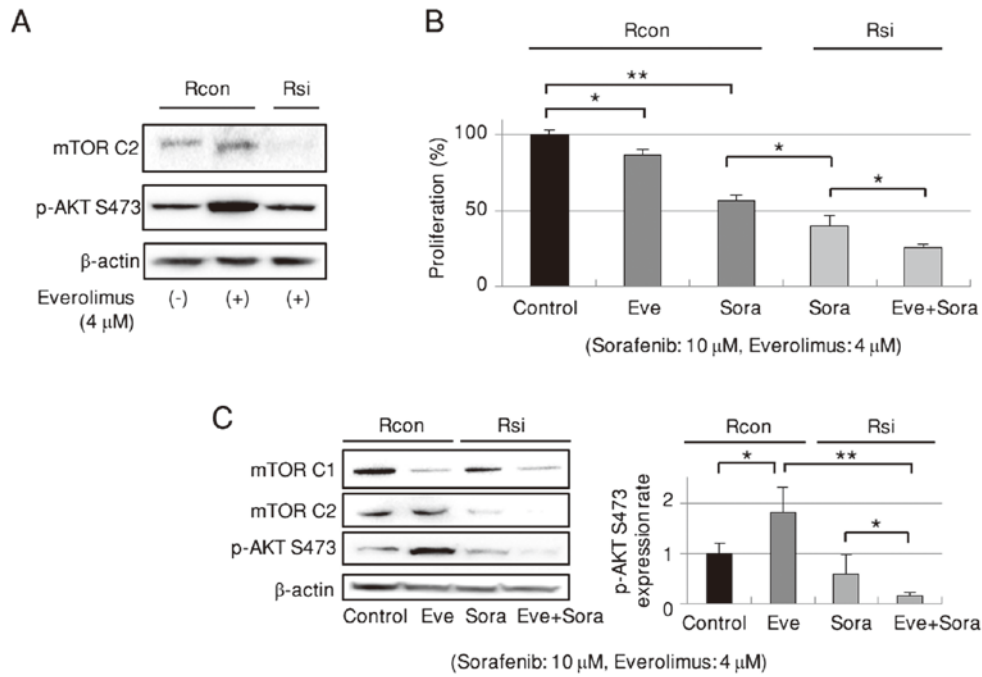 A
Rcon Rsi
mTOR C2
p-AKT S473
β-actin
Everolimus (-) (+) (+)
(4 μM)
B
Rcon Rsi
**
*
*
*
Proliferation (%)
100
50
0
Control Eve Sora Sora Eve+Sora
(Sorafenib: 10 μM, Everolimus: 4 μM)
C
Rcon Rsi
mTOR C1
mTOR C2
p-AKT S473
β-actin
Control Eve Sora Eve+Sora
Rcon Rsi
* **
*
p-AKT S473
expression rate
2
1
0
Control Eve Sora Eve+Sora
(Sorafenib: 10 μM, Everolimus: 4 μM)